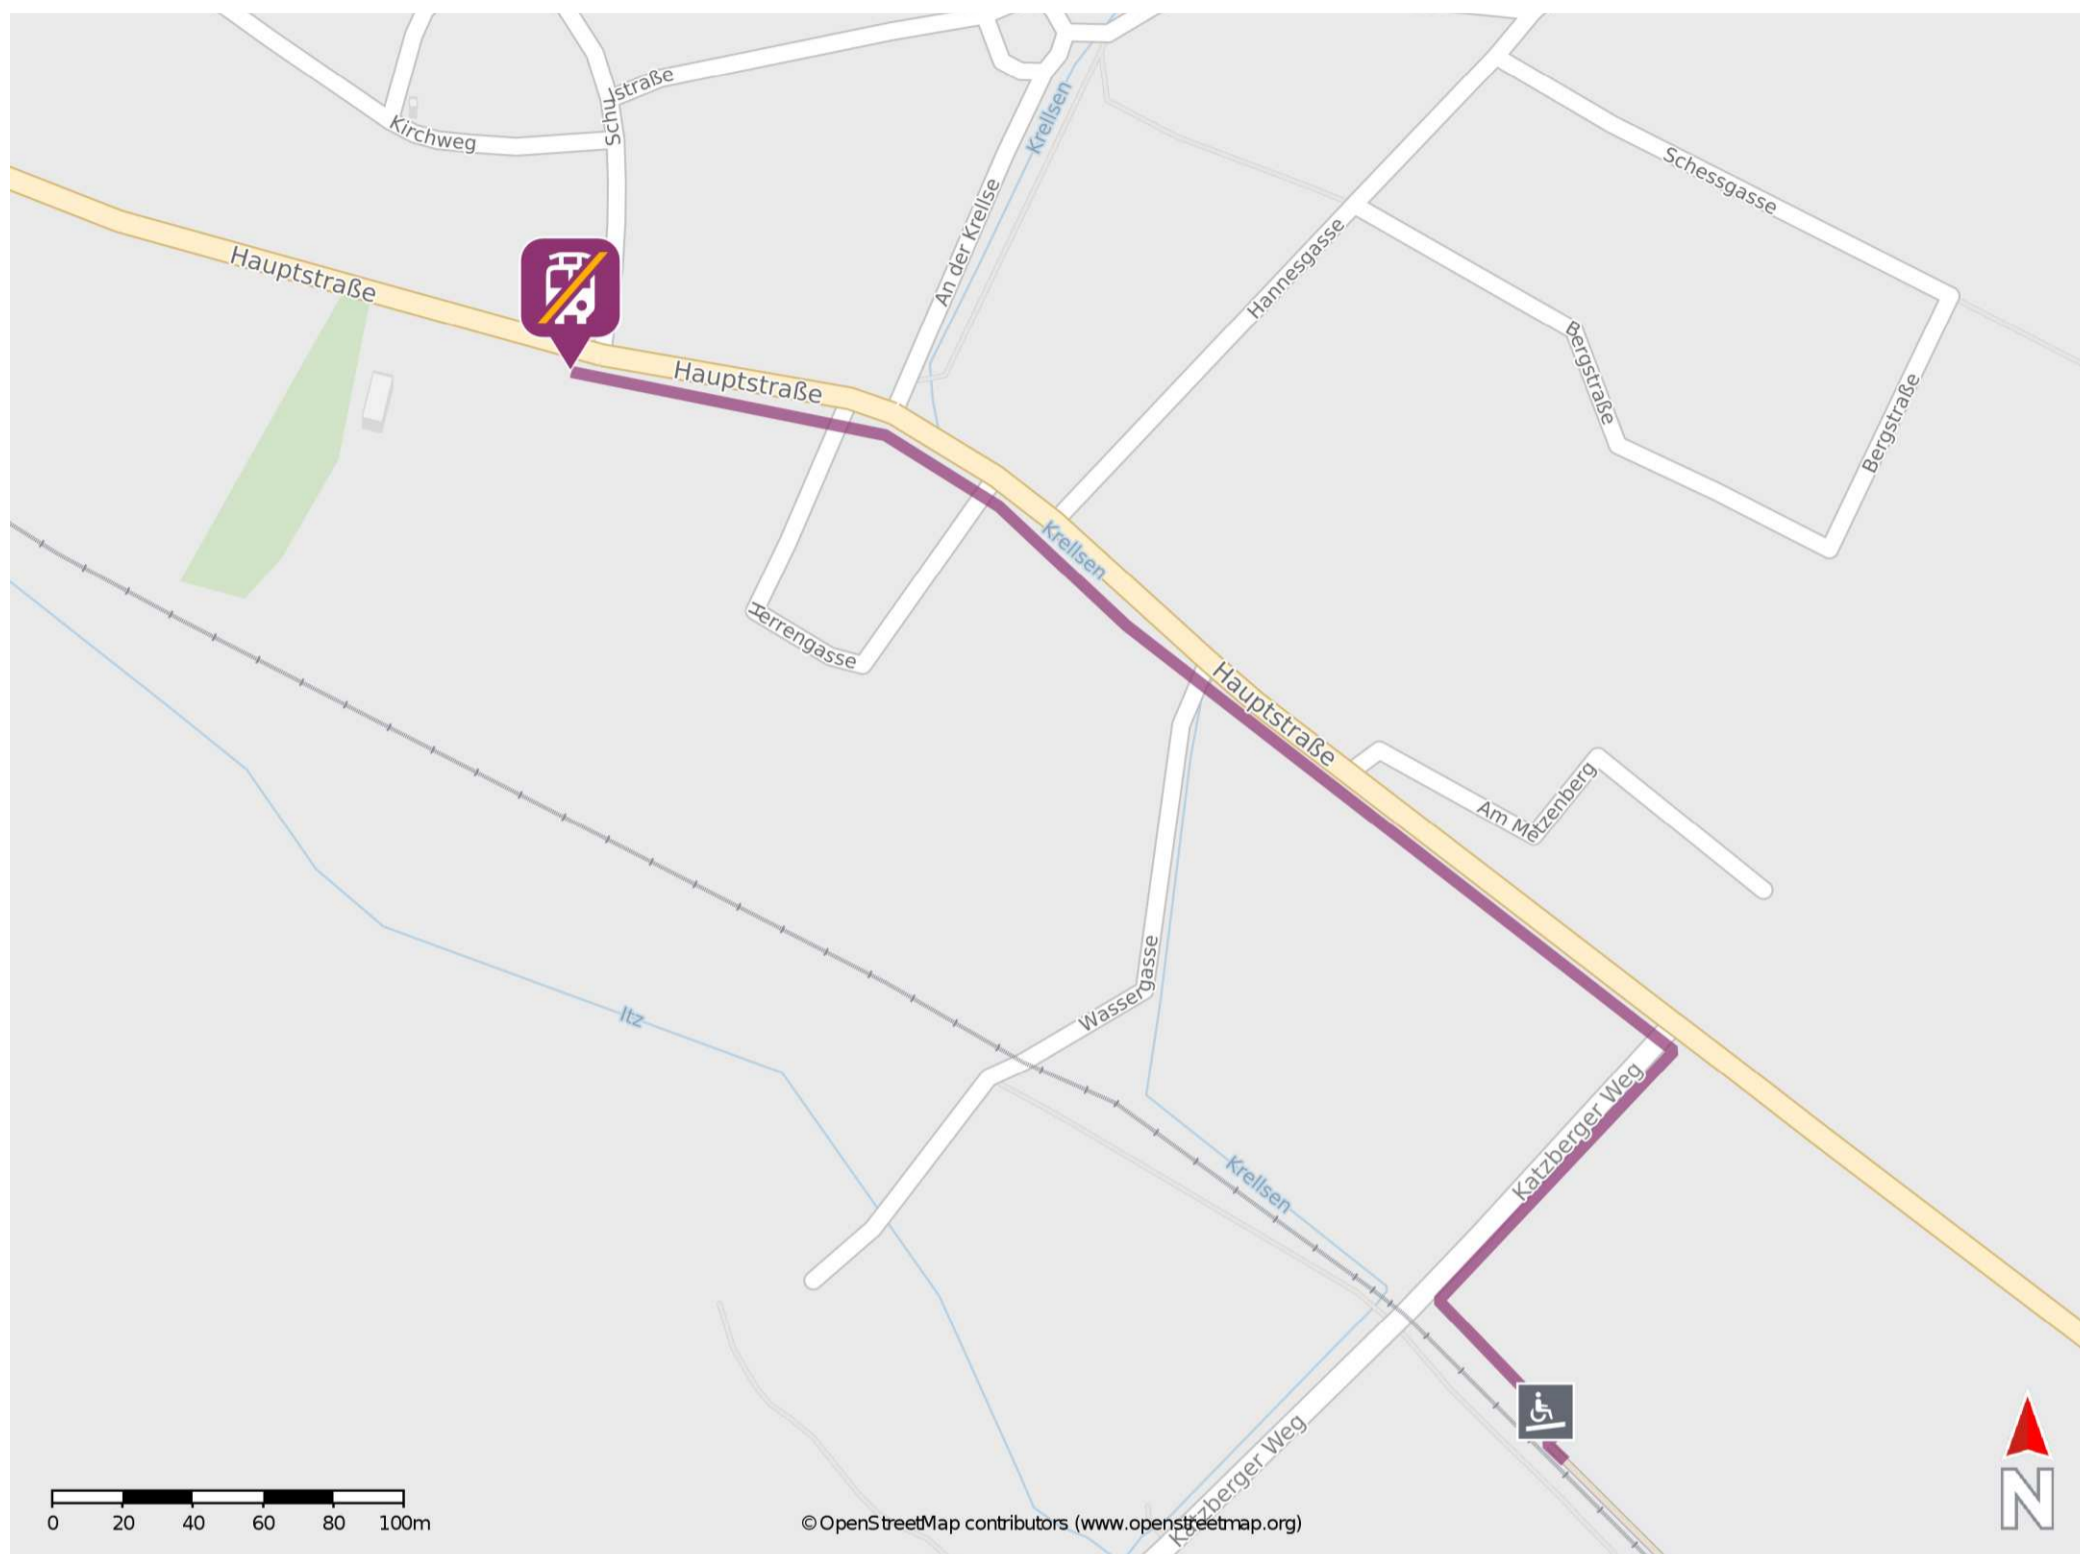 Schulstraße
Kirchweg
Krellsen
Schessgasse
An der Krellse
Hannesgasse
Hauptstraße
Hauptstraße
Bergstraße
Bergstraße
Krellsen
Herrengasse
Hauptstraße
Am Metzenberg
Wassergasse
Itz
Katzberger Weg
Krellsen
Katzberger Weg
N
0 20 40 60 80 100m
© OpenStreetMap contributors (www.openstreetmap.org)